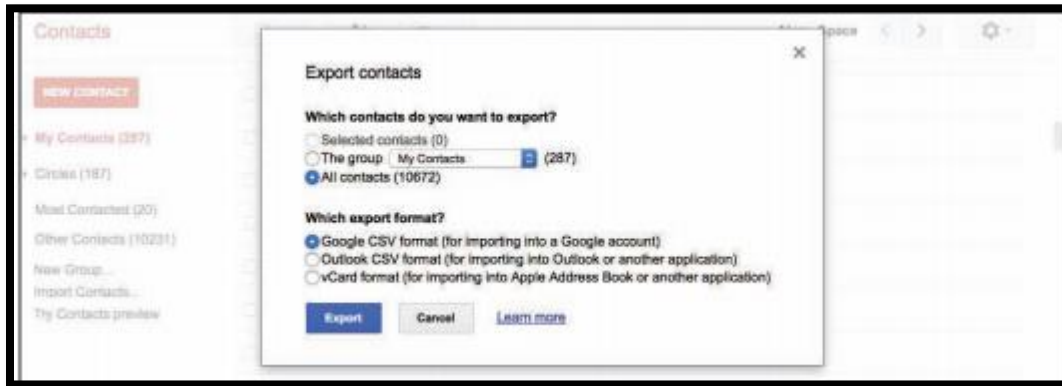 Contacts
Space
NEW CONTACT
My Contacts (287)
Circles (187)
Most Contacted (20)
Other Contacts (10231)
New Group...
Import Contacts...
Try Contacts preview
Export contacts
Which contacts do you want to export?
Selected contacts (0)
The group My Contacts (287)
All contacts (10672)
Which export format?
Google CSV format (for importing into a Google account)
Outlook CSV format (for importing into Outlook or another application)
vCard format (for importing into Apple Address Book or another application)
Export Cancel Learn more